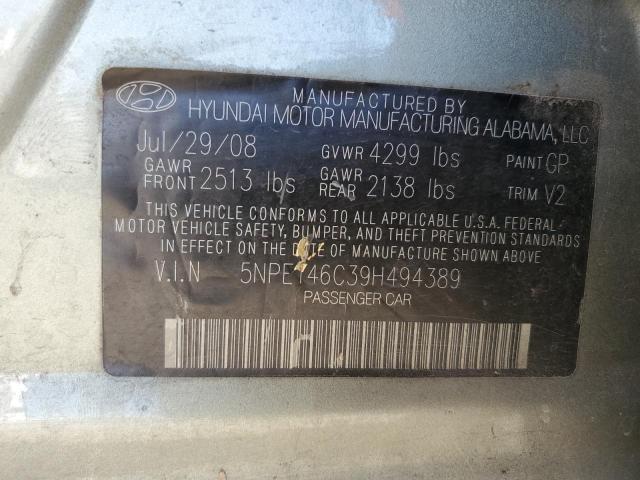 MANUFACTURED BY
HYUNDAI MOTOR MANUFACTURING ALABAMA, LLC
Jul/29/08 GVWR 4299 lbs PAINT GP
GAWR FRONT 2513 lbs GAWR REAR 2138 lbs TRIM V2
THIS VEHICLE CONFORMS TO ALL APPLICABLE U.S.A. FEDERAL
MOTOR VEHICLE SAFETY, BUMPER, AND THEFT PREVENTION STANDARDS
IN EFFECT ON THE DATE OF MANUFACTURE SHOWN ABOVE.
V.I.N 5NPET46C39H494389
PASSENGER CAR